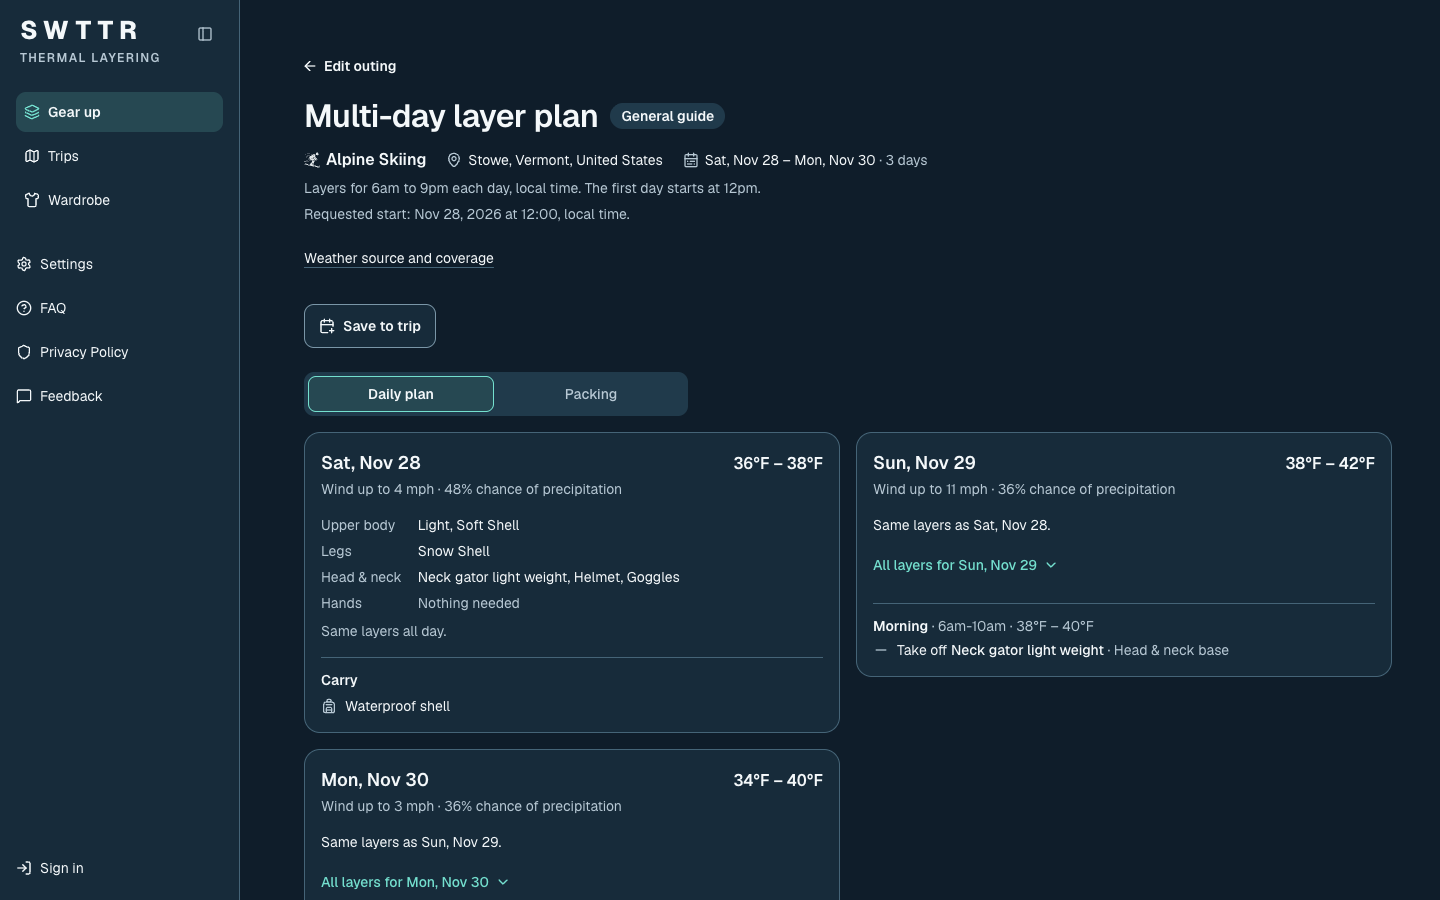 SWTTR
THERMAL LAYERING
Gear up
Trips
Wardrobe
Settings
FAQ
Privacy Policy
Feedback
Sign in
Edit outing
Multi-day layer plan
General guide
Alpine Skiing
Stowe, Vermont, United States
Sat, Nov 28 – Mon, Nov 30 · 3 days
Layers for 6am to 9pm each day, local time. The first day starts at 12pm.
Requested start: Nov 28, 2026 at 12:00, local time.
Weather source and coverage
Save to trip
Daily plan
Packing
Sat, Nov 28
36°F – 38°F
Wind up to 4 mph · 48% chance of precipitation
Upper body Light, Soft Shell
Legs Snow Shell
Head & neck Neck gator light weight, Helmet, Goggles
Hands Nothing needed
Same layers all day.
Carry
Waterproof shell
Sun, Nov 29
38°F – 42°F
Wind up to 11 mph · 36% chance of precipitation
Same layers as Sat, Nov 28.
All layers for Sun, Nov 29
Morning · 6am-10am · 38°F – 40°F
Take off Neck gator light weight · Head & neck base
Mon, Nov 30
34°F – 40°F
Wind up to 3 mph · 36% chance of precipitation
Same layers as Sun, Nov 29.
All layers for Mon, Nov 30